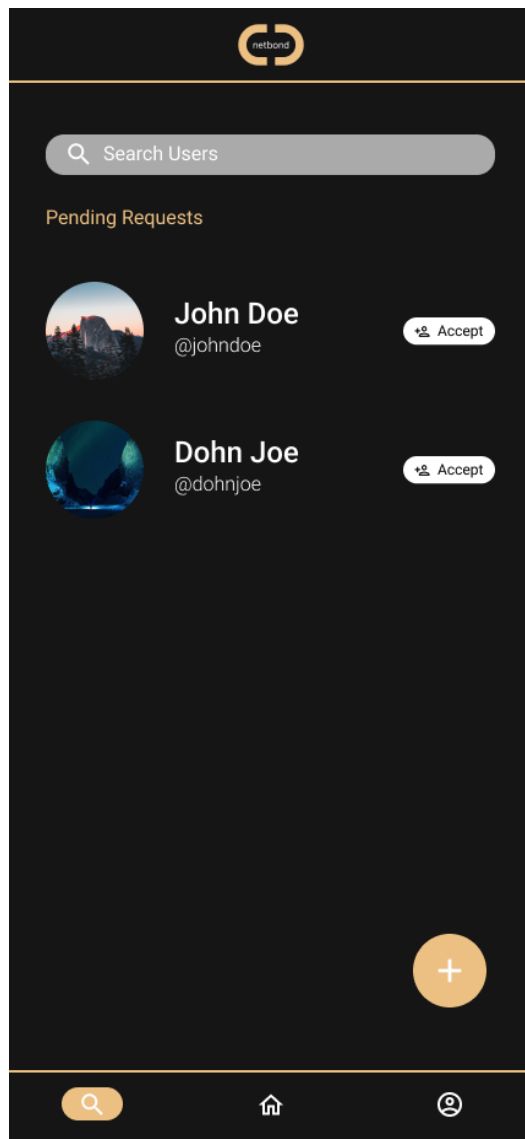 netbond
Search Users
Pending Requests
John Doe
@johndoe
Accept
Dohn Joe
@dohnjoe
Accept